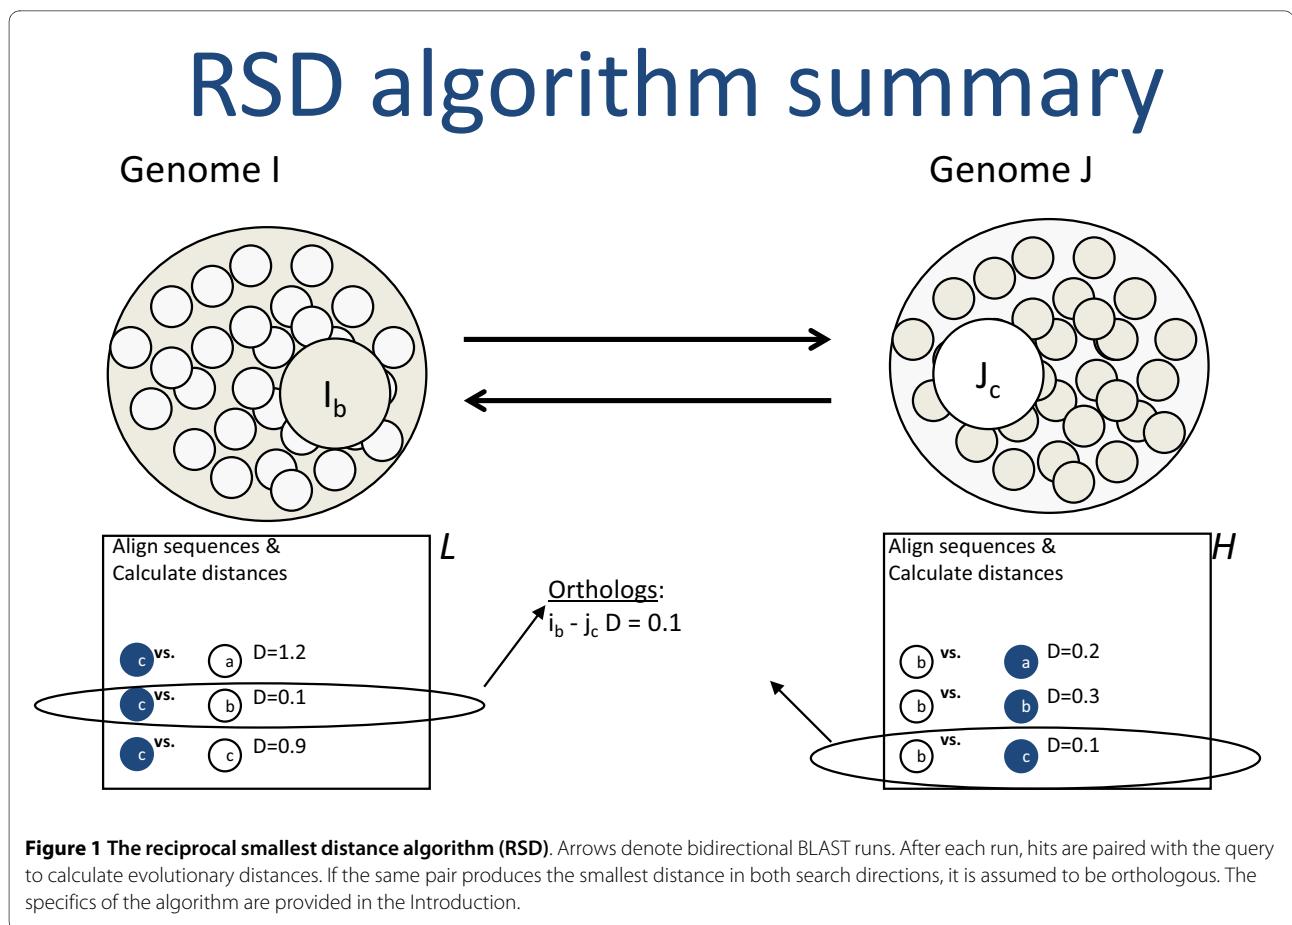 RSD algorithm summary
Genome I
Genome J
I_b
J_c
Align sequences &
Calculate distances
L
c vs. a D=1.2
c vs. b D=0.1
c vs. c D=0.9
Orthologs:
i_b - j_c D = 0.1
Align sequences &
Calculate distances
H
b vs. a D=0.2
b vs. b D=0.3
b vs. c D=0.1
Figure 1 The reciprocal smallest distance algorithm (RSD). Arrows denote bidirectional BLAST runs. After each run, hits are paired with the query
to calculate evolutionary distances. If the same pair produces the smallest distance in both search directions, it is assumed to be orthologous. The
specifics of the algorithm are provided in the Introduction.